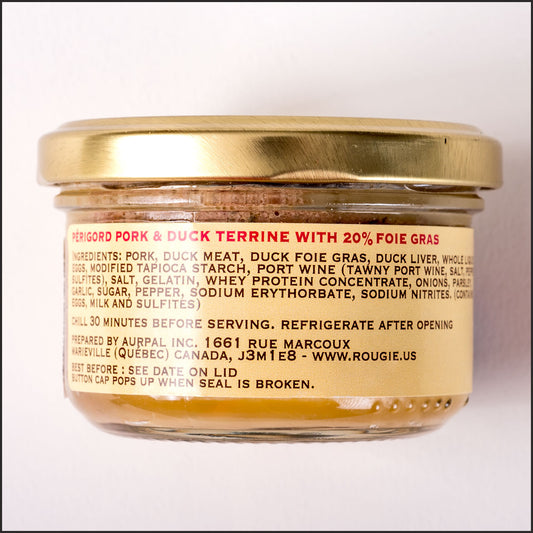 PÉRIGORD PORK & DUCK TERRINE WITH 20% FOIE GRAS
INGREDIENTS: PORK, DUCK MEAT, DUCK FOIE GRAS, DUCK LIVER, WHOLE
EGGS, MODIFIED TAPIOCA STARCH, PORT WINE (TAWNY PORT WINE, SALT,
SULFITES), SALT, GELATIN, WHEY PROTEIN CONCENTRATE, ONIONS, PARSLEY
GARLIC, SUGAR, PEPPER, SODIUM ERYTHORBATE, SODIUM NITRITES.
EGGS, MILK AND SULFITES)
CHILL 30 MINUTES BEFORE SERVING. REFRIGERATE AFTER OPENING
PREPARED BY AURPAL INC. 1661 RUE MARCOUX
MARIEVILLE (QUÉBEC) CANADA, J3M1E8 - WWW.ROUGIE.US
BEST BEFORE : SEE DATE ON LID
BUTTON CAP POPS UP WHEN SEAL IS BROKEN.